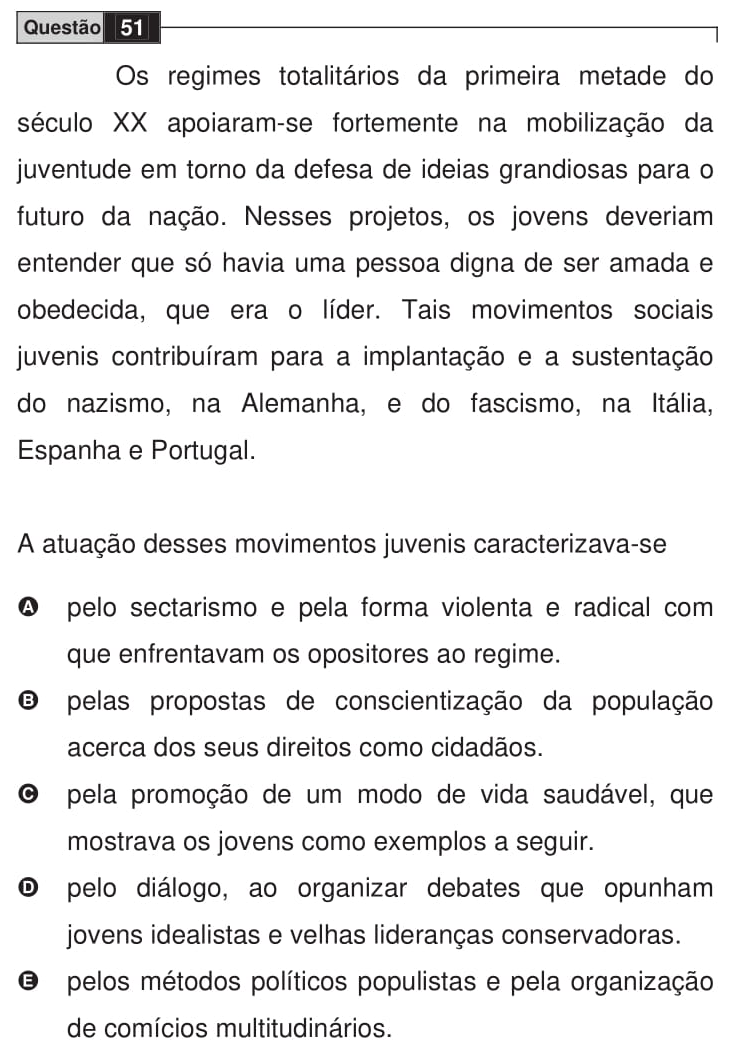 Questão 51
Os regimes totalitários da primeira metade do
século XX apoiaram-se fortemente na mobilização da
juventude em torno da defesa de ideias grandiosas para o
futuro da nação. Nesses projetos, os jovens deveriam
entender que só havia uma pessoa digna de ser amada e
obedecida, que era o líder. Tais movimentos sociais
juvenis contribuíram para a implantação e a sustentação
do nazismo, na Alemanha, e do fascismo, na Itália,
Espanha e Portugal.
A atuação desses movimentos juvenis caracterizava-se
A pelo sectarismo e pela forma violenta e radical com
que enfrentavam os opositores ao regime.
B pelas propostas de conscientização da população
acerca dos seus direitos como cidadãos.
C pela promoção de um modo de vida saudável, que
mostrava os jovens como exemplos a seguir.
D pelo diálogo, ao organizar debates que opunham
jovens idealistas e velhas lideranças conservadoras.
E pelos métodos políticos populistas e pela organização
de comícios multitudinários.